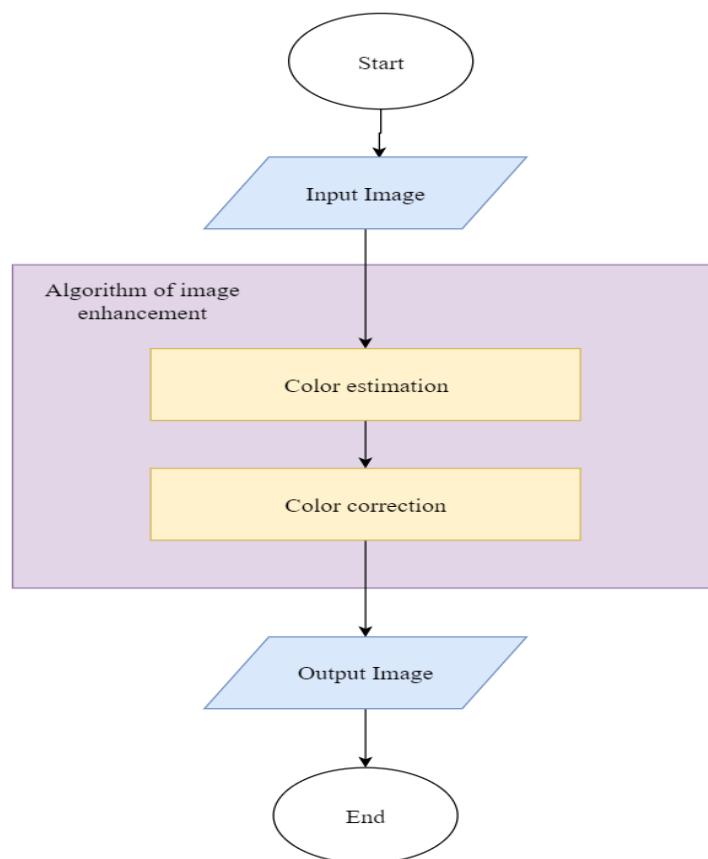 Start
Input Image
Algorithm of image
enhancement
Color estimation
Color correction
Output Image
End